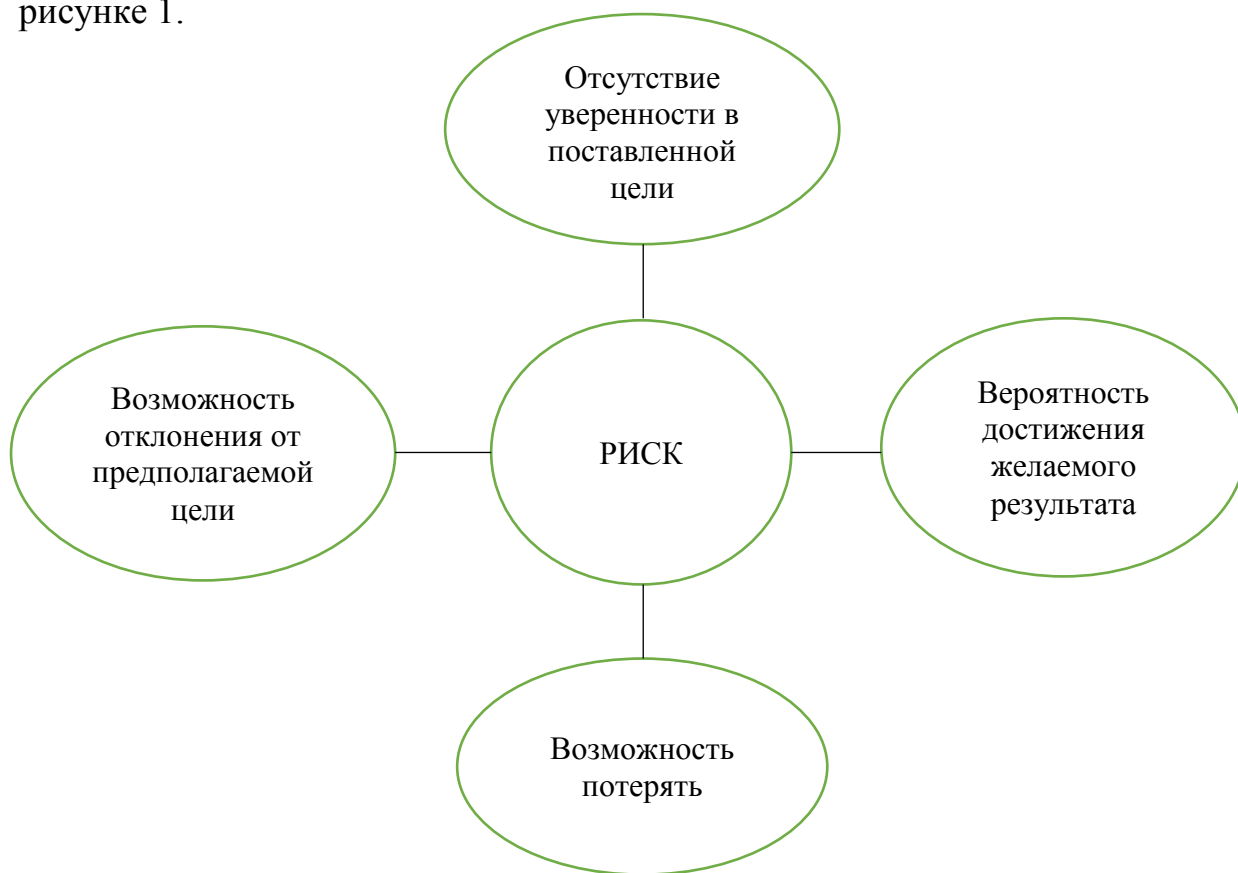 рисунке 1.
Отсутствие
уверенности в
поставленной
цели
Возможность
отклонения от
предполагаемой
цели
РИСК
Вероятность
достижения
желаемого
результата
Возможность
потерять